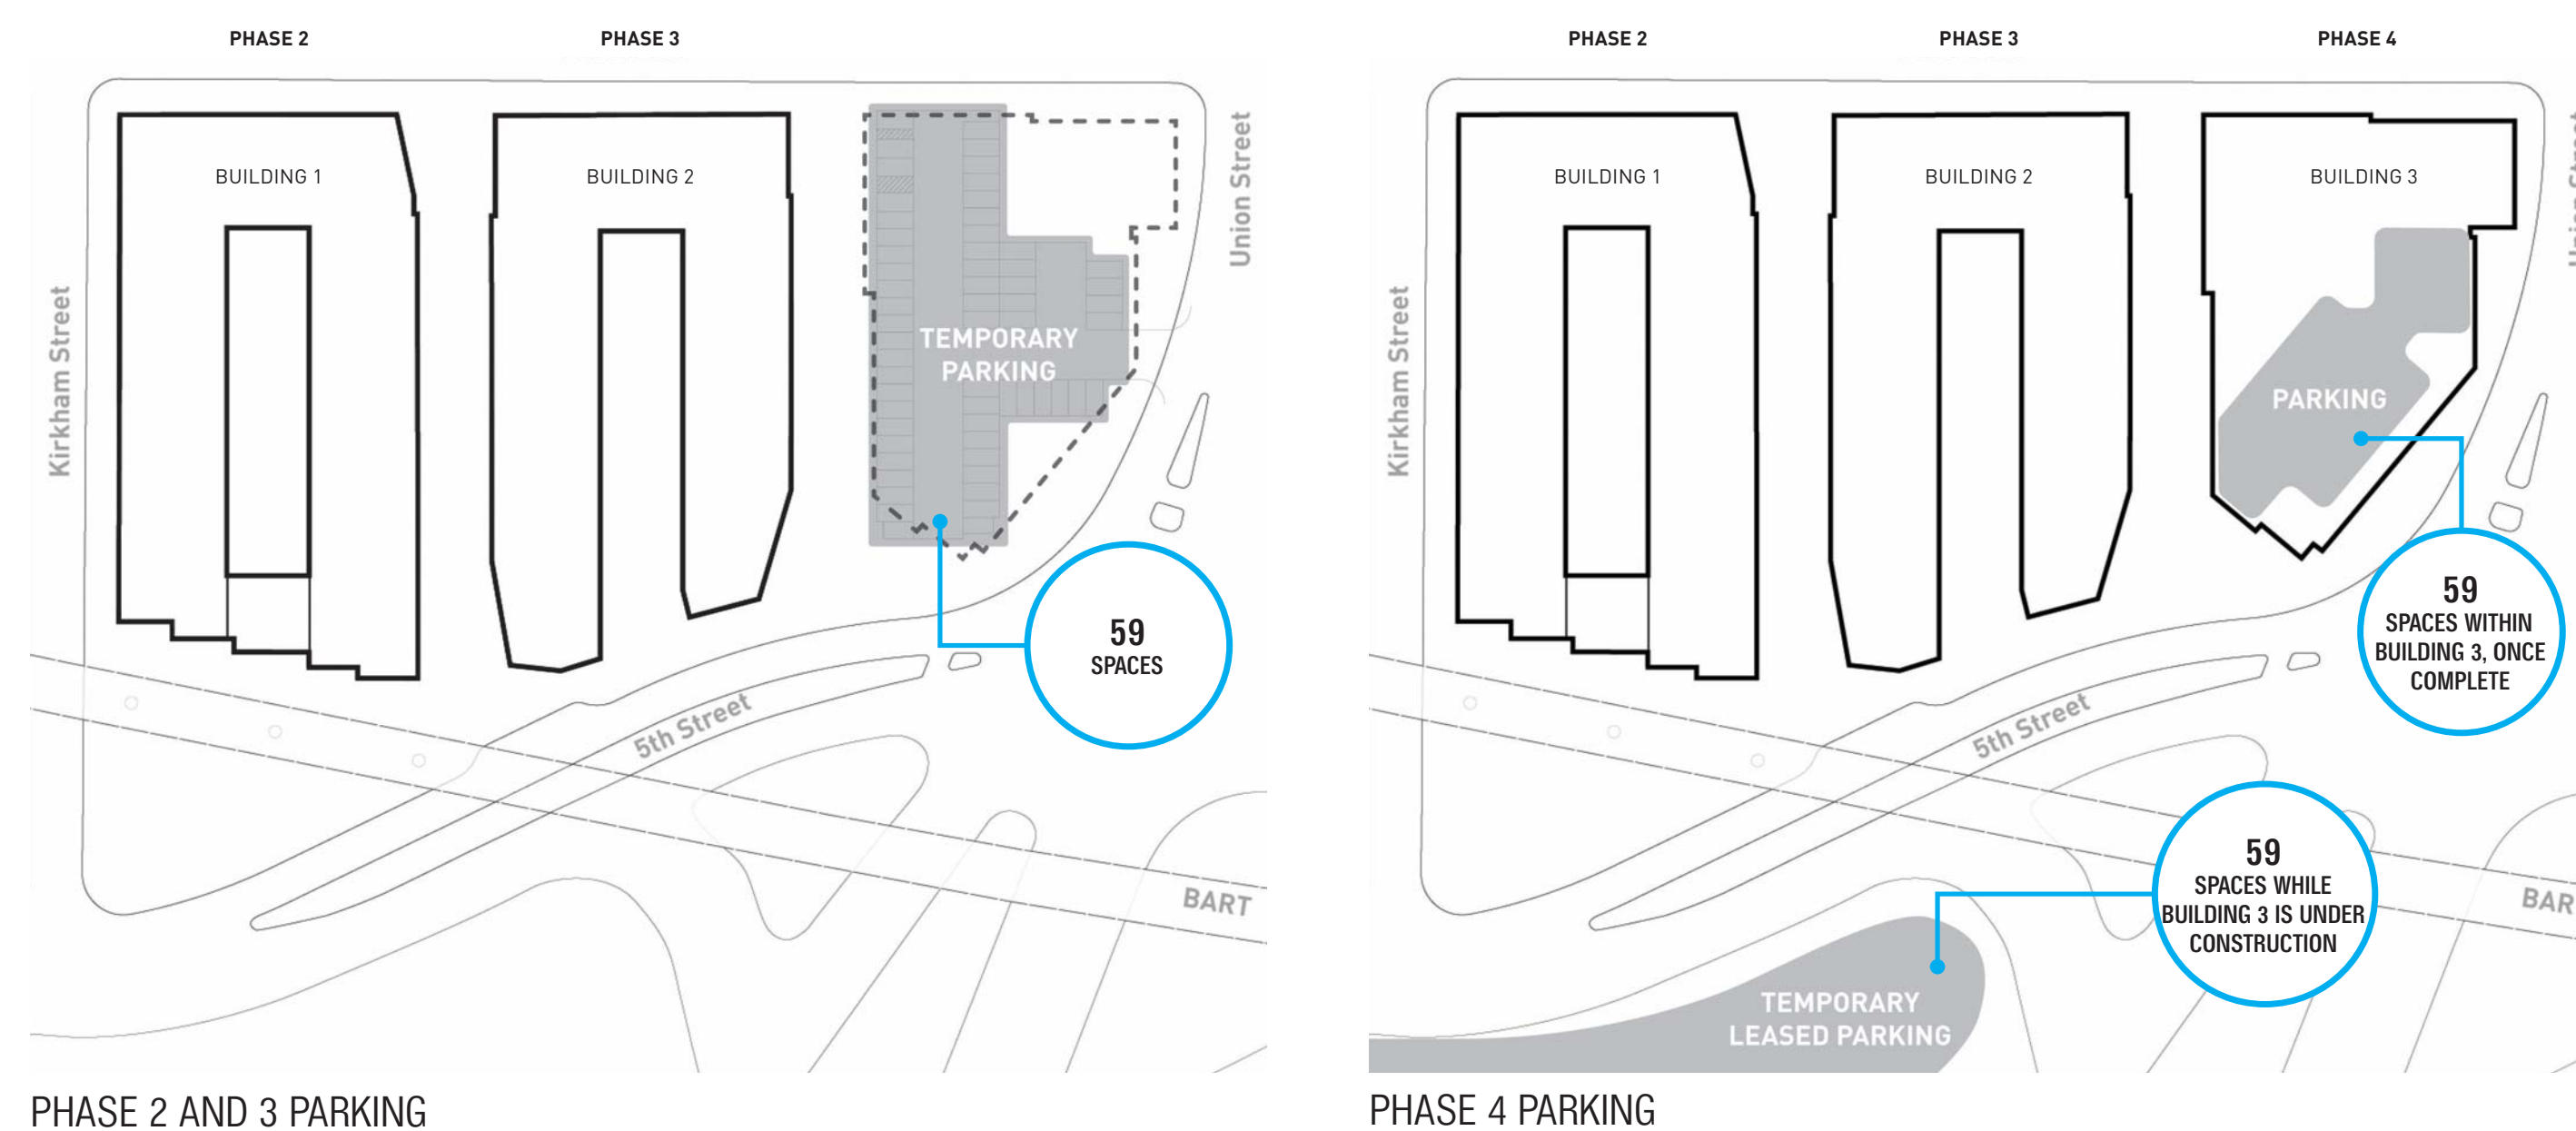 PHASE 2
PHASE 3
BUILDING 1
BUILDING 2
Kirkham Street
Union Street
TEMPORARY
PARKING
59
SPACES
5th Street
BART
PHASE 2 AND 3 PARKING
PHASE 2
PHASE 3
PHASE 4
BUILDING 1
BUILDING 2
BUILDING 3
Kirkham Street
PARKING
59
SPACES WITHIN
BUILDING 3, ONCE
COMPLETE
5th Street
59
SPACES WHILE
BUILDING 3 IS UNDER
CONSTRUCTION
BAR
TEMPORARY
LEASED PARKING
PHASE 4 PARKING